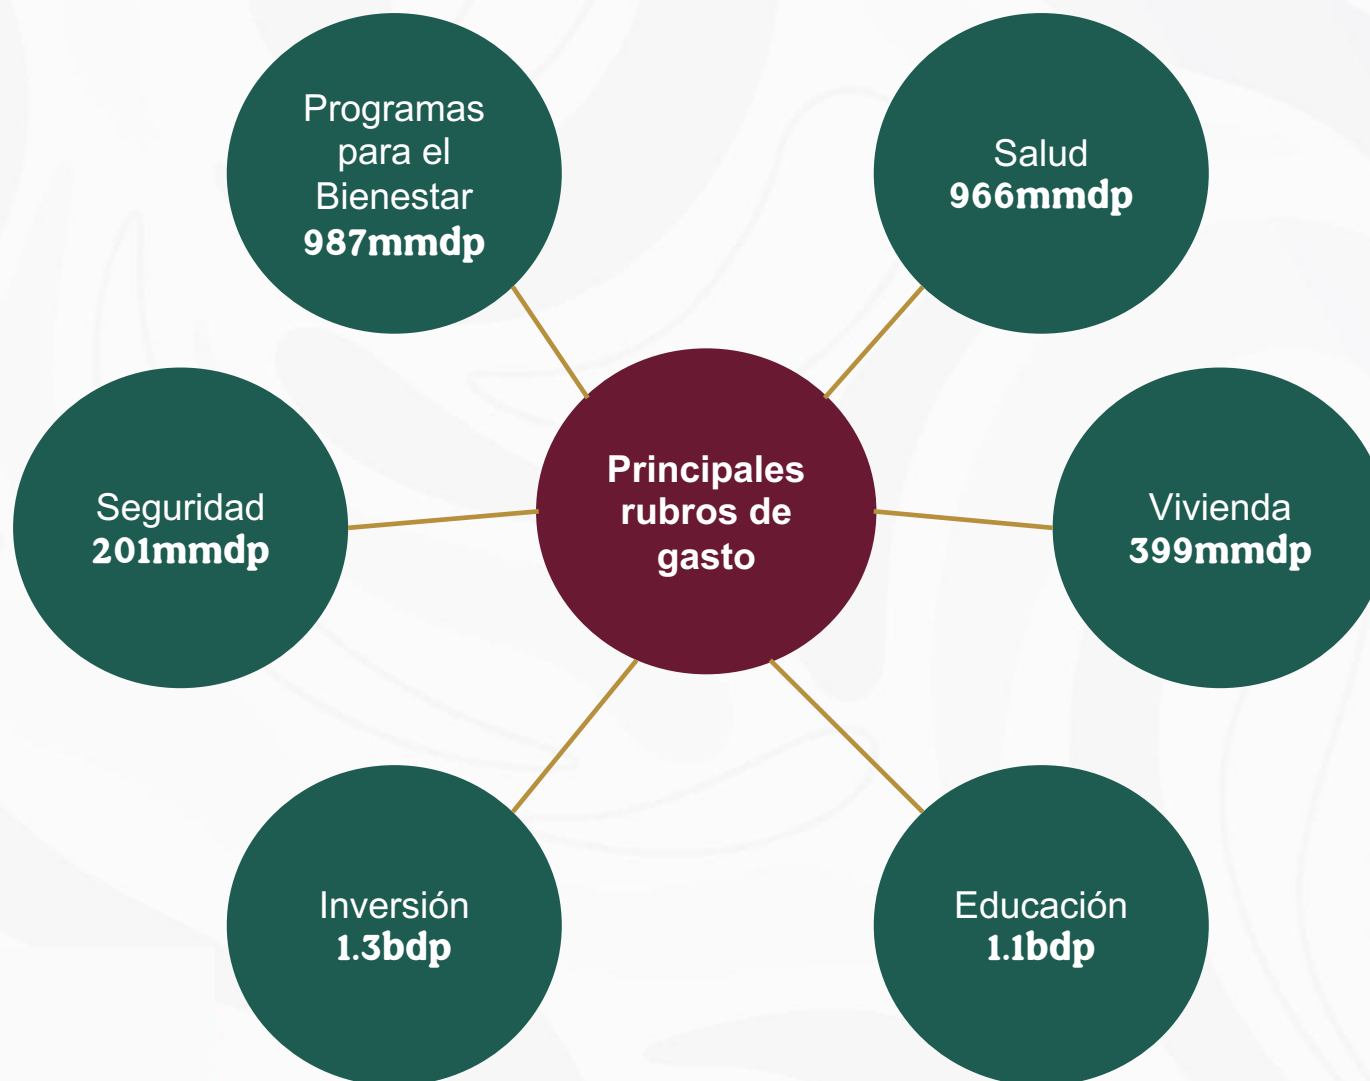 Programas
para el
Bienestar
987mmdp
Salud
966mmdp
Principales
rubros de
gasto
Seguridad
201mmdp
Vivienda
399mmdp
Inversión
1.3bdp
Educación
1.1bdp